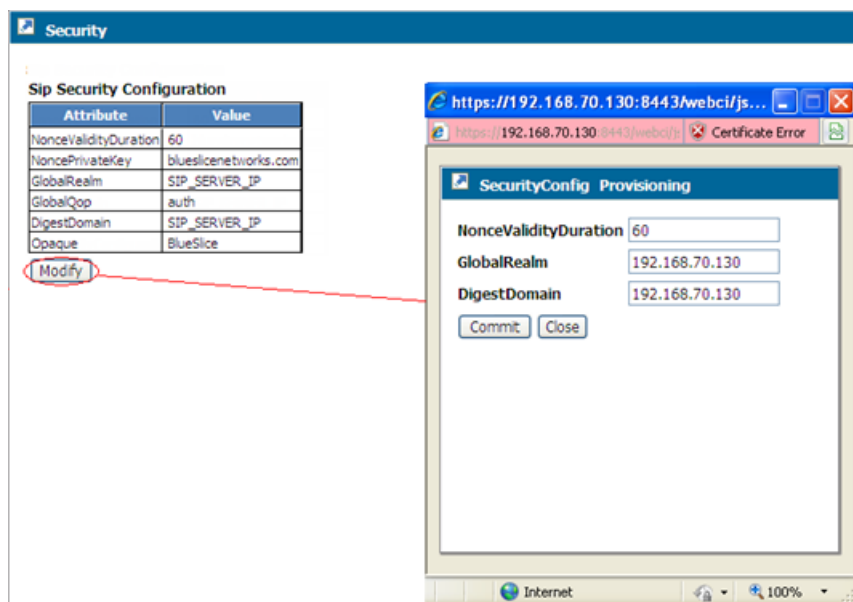 Security
Sip Security Configuration
Attribute Value
NonceValidityDuration 60
NoncePrivateKey blueslicenetworks.com
GlobalRealm SIP_SERVER_IP
GlobalQop auth
DigestDomain SIP_SERVER_IP
Opaque BlueSlice
Modify
https://192.168.70.130:8443/webci/js...
https://192.168.70.130:8443/webci/j Certificate Error
SecurityConfig Provisioning
NonceValidityDuration 60
GlobalRealm 192.168.70.130
DigestDomain 192.168.70.130
Commit Close
Internet 100%